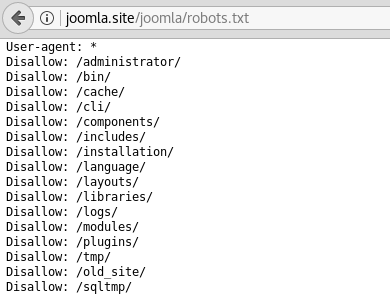 joomla.site/joomla/robots.txt
User-agent: *
Disallow: /administrator/
Disallow: /bin/
Disallow: /cache/
Disallow: /cli/
Disallow: /components/
Disallow: /includes/
Disallow: /installation/
Disallow: /language/
Disallow: /layouts/
Disallow: /libraries/
Disallow: /logs/
Disallow: /modules/
Disallow: /plugins/
Disallow: /tmp/
Disallow: /old_site/
Disallow: /sqltmp/